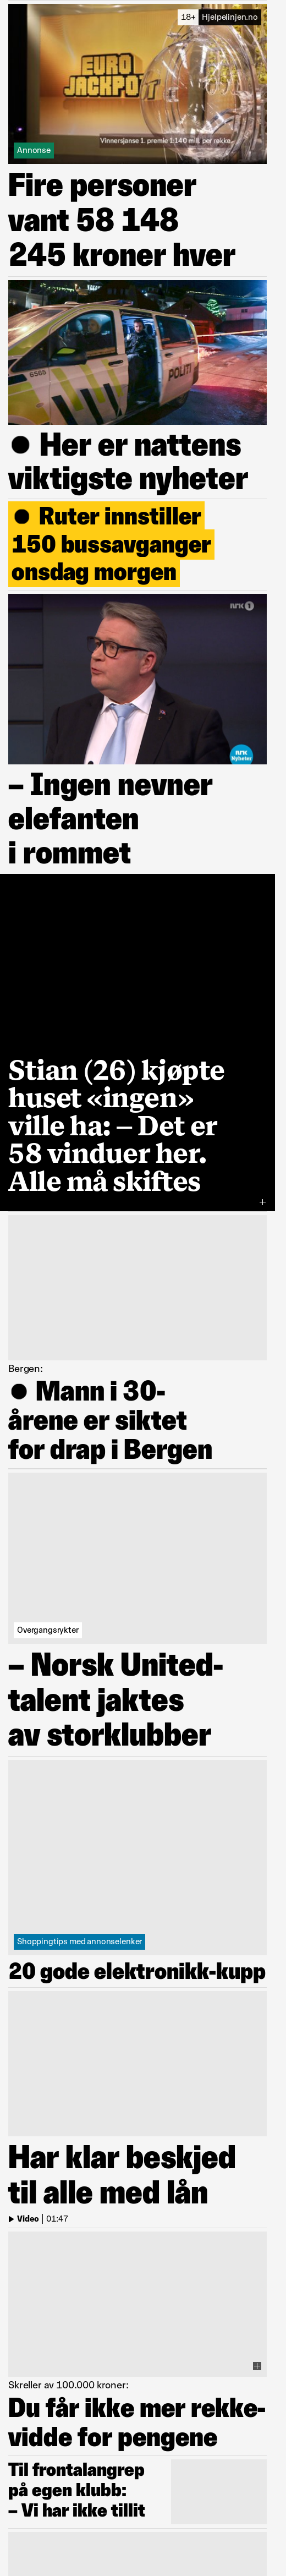 18+ Hjelpelinjen.no
EURO
JACKPOT
Vinnersjanse 1. premie 1:140 mill. per rekke.
Annonse
Fire personer
vant 58 148
245 kroner hver
6565 POLITI
Her er nattens
viktigste nyheter
Ruter innstiller
150 bussavganger
onsdag morgen
NRK 1
NRK
Nyheter
– Ingen nevner
elefanten
i rommet
Stian (26) kjøpte
huset «ingen»
ville ha: – Det er
58 vinduer her.
Alle må skiftes
Bergen:
Mann i 30-
årene er siktet
for drap i Bergen
Overgangsrykter
– Norsk United-
talent jaktes
av storklubber
Shoppingtips med annonselenker
20 gode elektronikk-kupp
Har klar beskjed
til alle med lån
Video | 01:47
Skreller av 100.000 kroner:
Du får ikke mer rekke-
vidde for pengene
Til frontalangrep
på egen klubb:
– Vi har ikke tillit